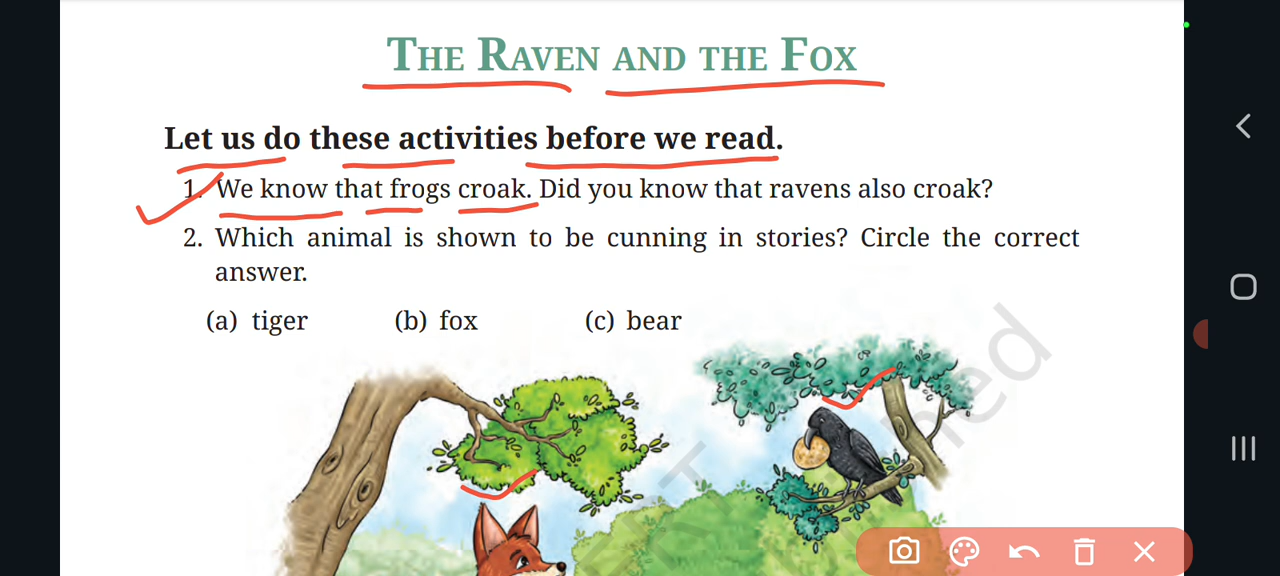 THE RAVEN AND THE FOX
Let us do these activities before we read.
1. We know that frogs croak. Did you know that ravens also croak?
2. Which animal is shown to be cunning in stories? Circle the correct
answer.
(a) tiger (b) fox (c) bear